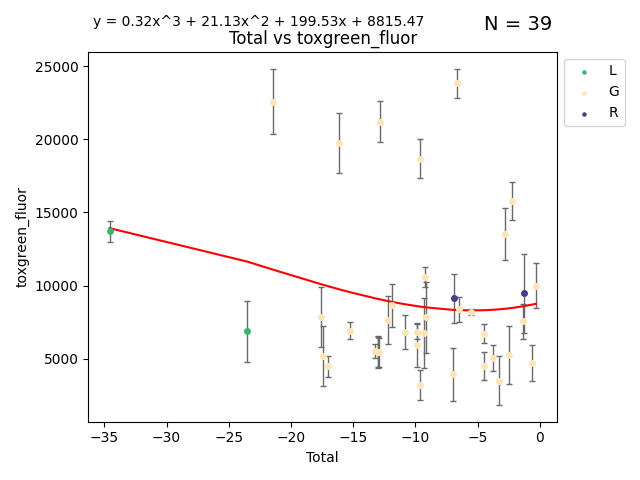 y = 0.32x^3 + 21.13x^2 + 199.53x + 8815.47
N = 39
Total vs toxgreen_fluor
25000
20000
15000
10000
5000
toxgreen_fluor
−35
−30
−25
−20
−15
−10
−5
0
Total
L
G
R